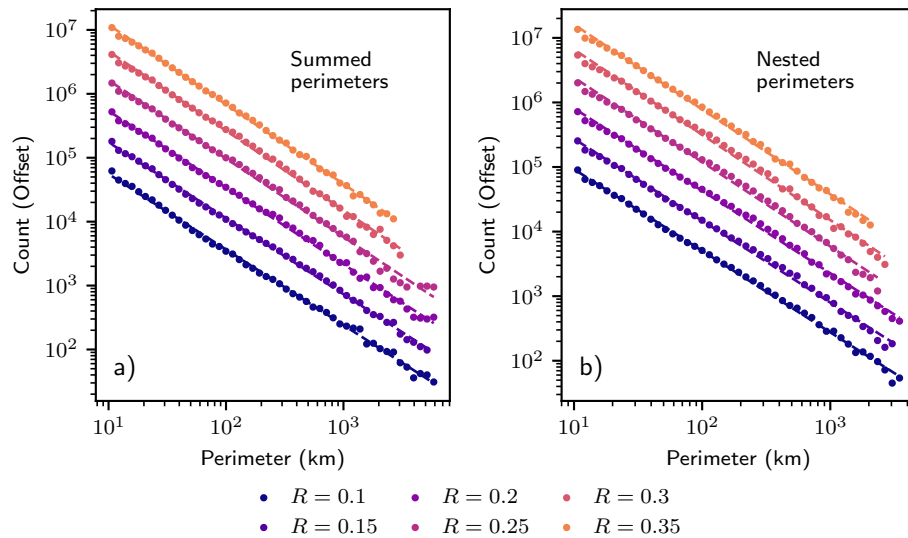 10^7
10^6
10^5
10^4
10^3
10^2
Count (Offset)
Summed
perimeters
a)
10^1 10^2 10^3
Perimeter (km)
10^7
10^6
10^5
10^4
10^3
10^2
Count (Offset)
Nested
perimeters
b)
10^1 10^2 10^3
Perimeter (km)
R = 0.1 R = 0.2 R = 0.3
R = 0.15 R = 0.25 R = 0.35